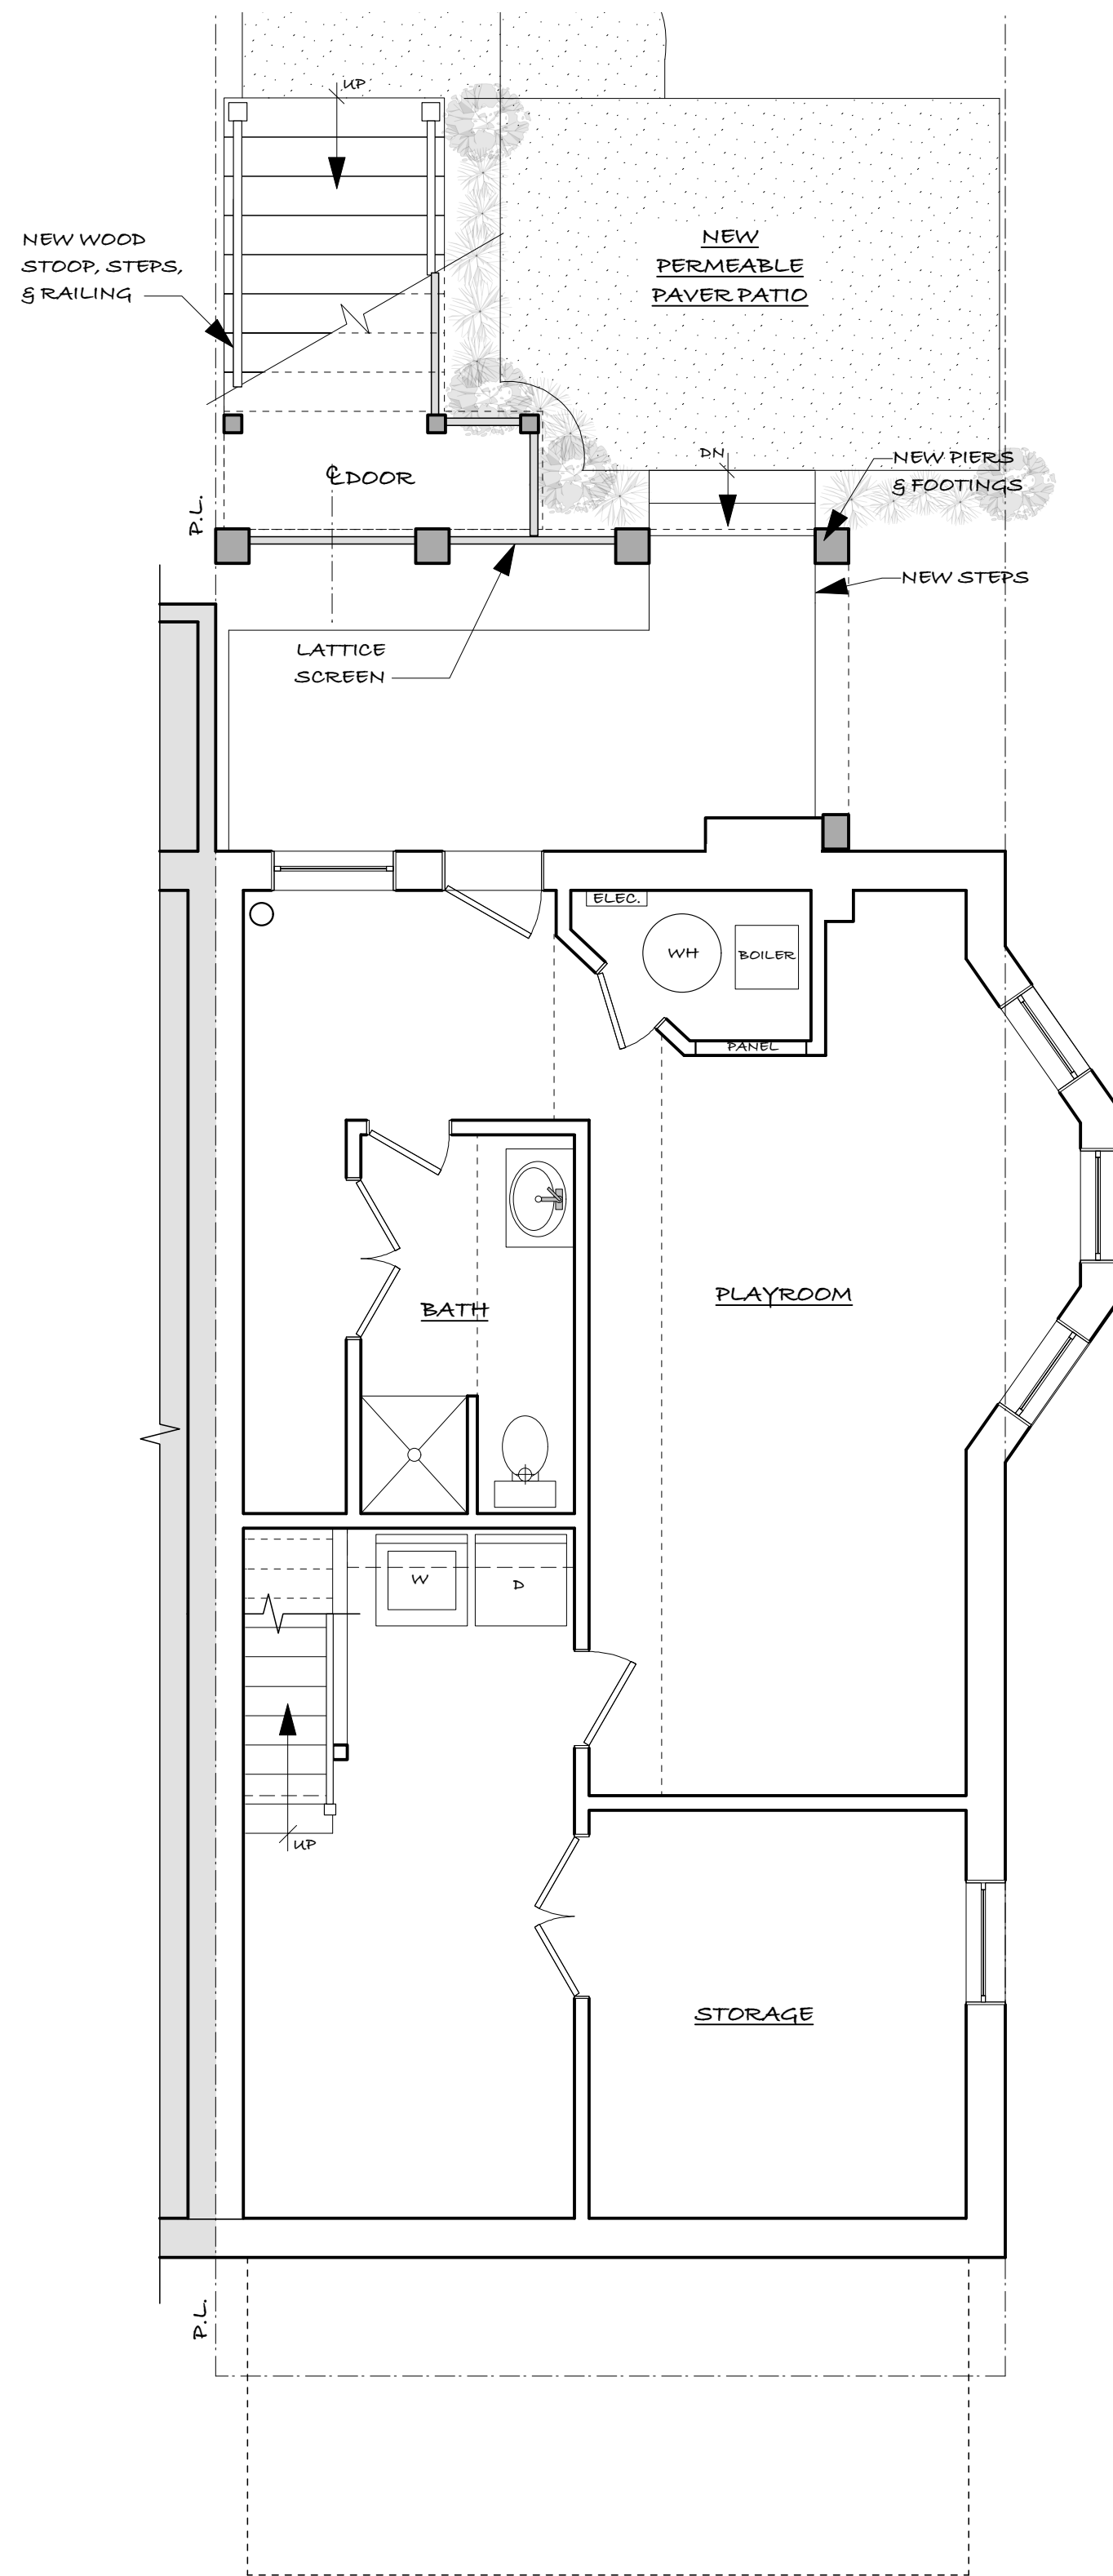 UP
NEW WOOD
STOOP, STEPS,
& RAILING
NEW
PERMEABLE
PAVER PATIO
DN
NEW PIERS
& FOOTINGS
℄ DOOR
P.L.
NEW STEPS
LATTICE
SCREEN
ELEC.
WH
BOILER
PANEL
BATH
PLAYROOM
W
D
UP
STORAGE
P.L.